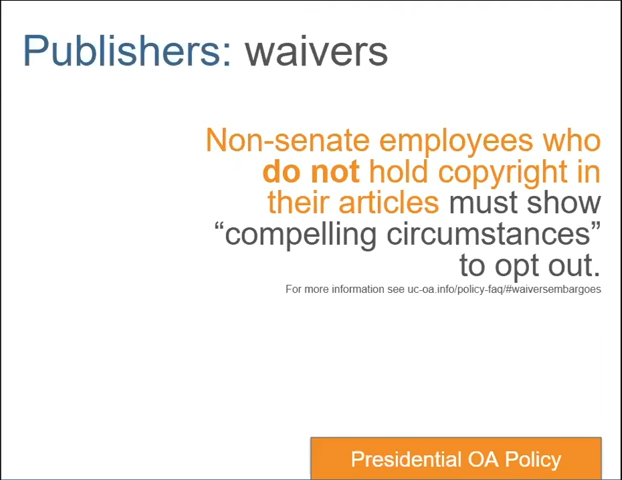 Publishers: waivers
Non-senate employees who
do not hold copyright in
their articles must show
“compelling circumstances”
to opt out.
For more information see uc-oa.info/policy-faq/#waiversembargoes
Presidential OA Policy